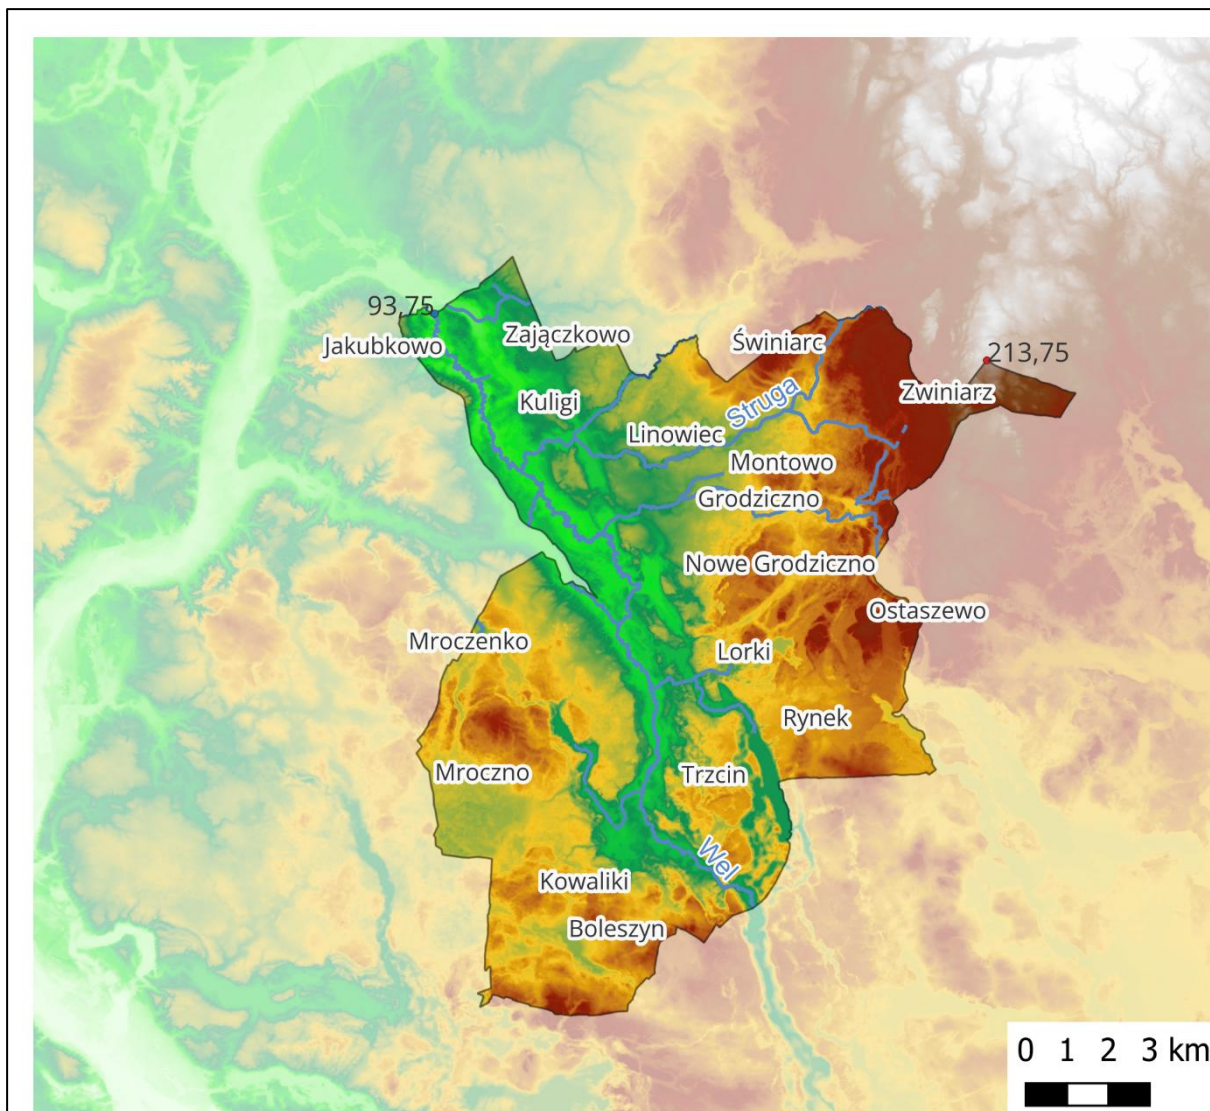 93,75
Jakubkowo
Zajączkowo
Świniarc
213,75
Zwiniarz
Kuligi
Struga
Linowiec
Montowo
Grodziczno
Nowe Grodziczno
Ostaszewo
Mroczenko
Lorki
Rynek
Mroczno
Trzcin
Wel
Kowaliki
Boleszyn
0 1 2 3 km